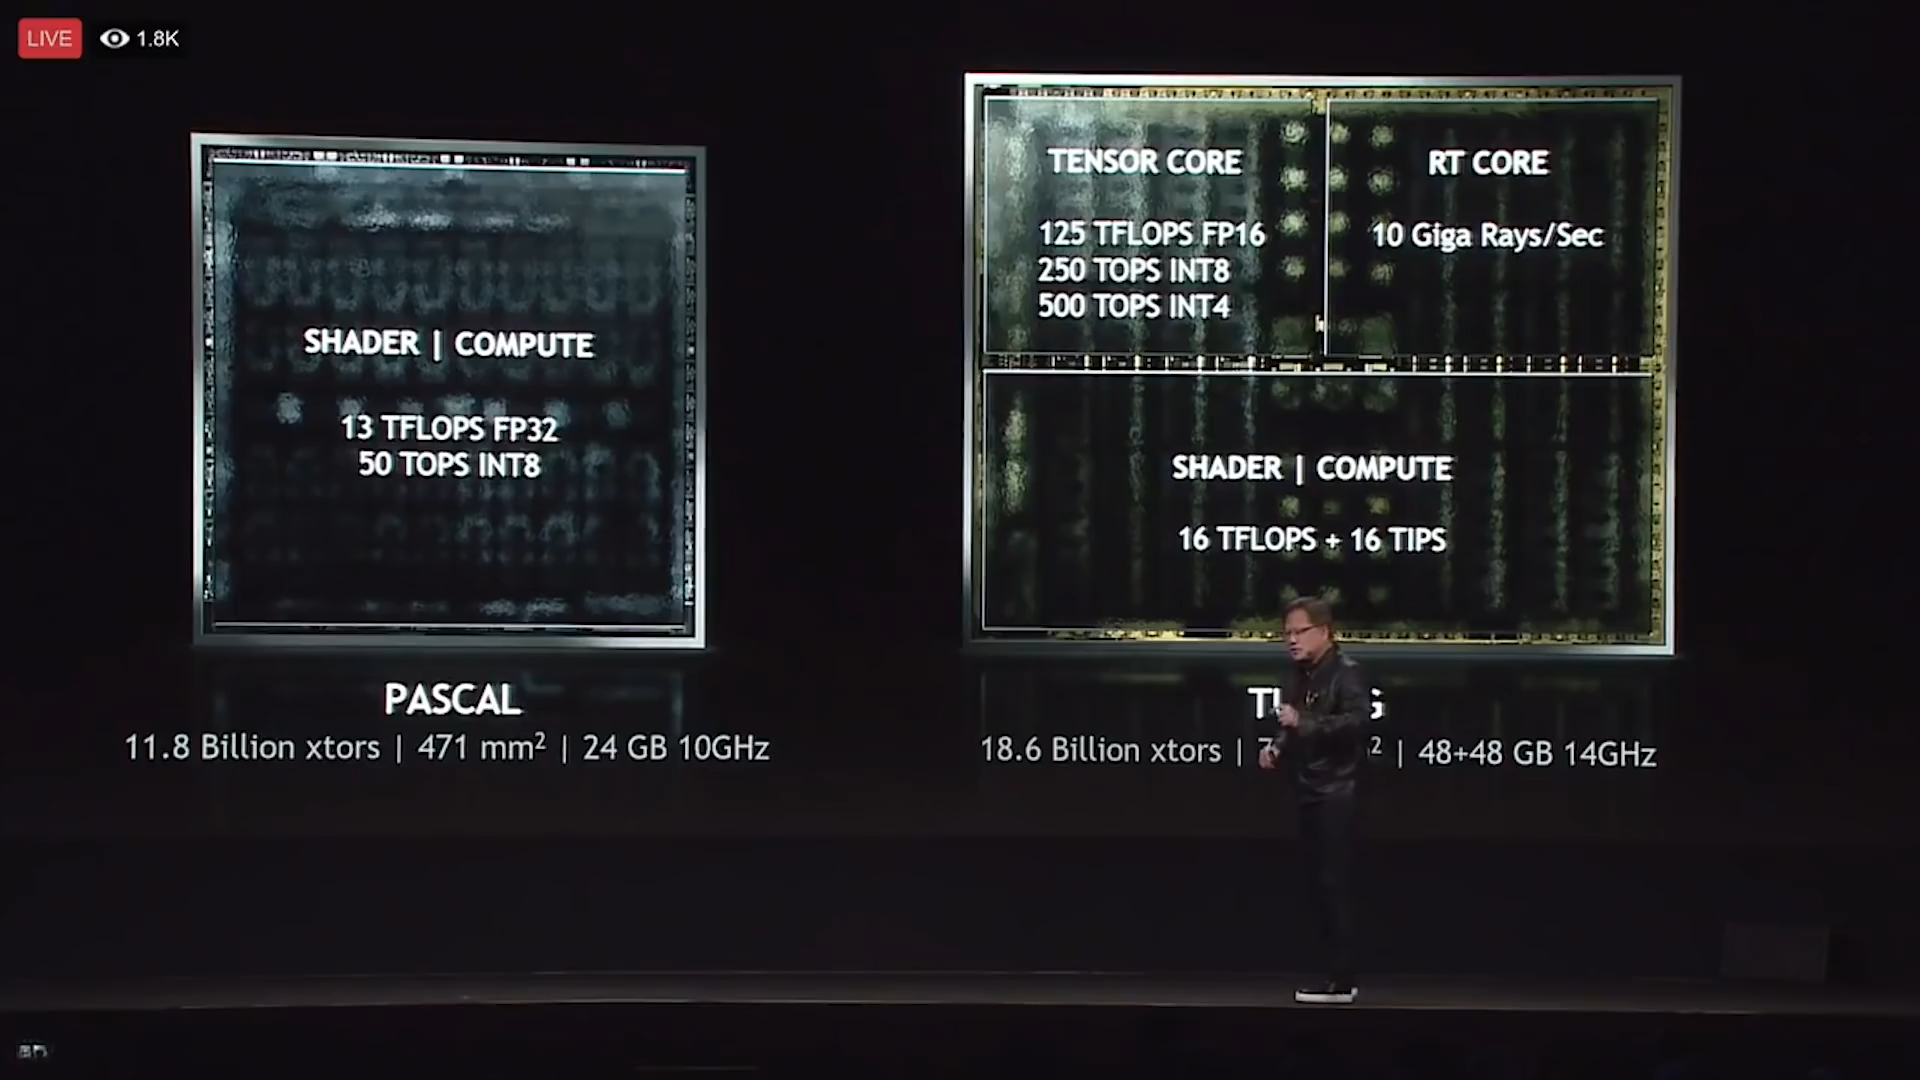 LIVE
1.8K
SHADER | COMPUTE
13 TFLOPS FP32
50 TOPS INT8
PASCAL
11.8 Billion xtors | 471 mm² | 24 GB 10GHz
TENSOR CORE
125 TFLOPS FP16
250 TOPS INT8
500 TOPS INT4
RT CORE
10 Giga Rays/Sec
SHADER | COMPUTE
16 TFLOPS + 16 TIPS
18.6 Billion xtors | | 48+48 GB 14GHz